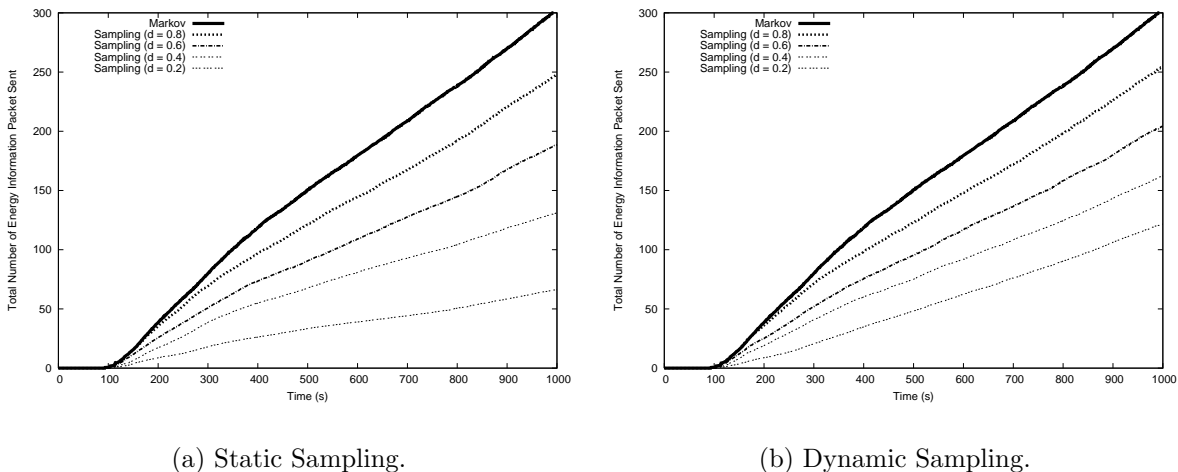 Total Number of Energy Information Packet Sent
300
250
200
150
100
50
0
Markov
Sampling (d = 0.8)
Sampling (d = 0.6)
Sampling (d = 0.4)
Sampling (d = 0.2)
0 100 200 300 400 500 600 700 800 900 1000
Time (s)
(a) Static Sampling.
Total Number of Energy Information Packet Sent
300
250
200
150
100
50
0
Markov
Sampling (d = 0.8)
Sampling (d = 0.6)
Sampling (d = 0.4)
Sampling (d = 0.2)
0 100 200 300 400 500 600 700 800 900 1000
Time (s)
(b) Dynamic Sampling.